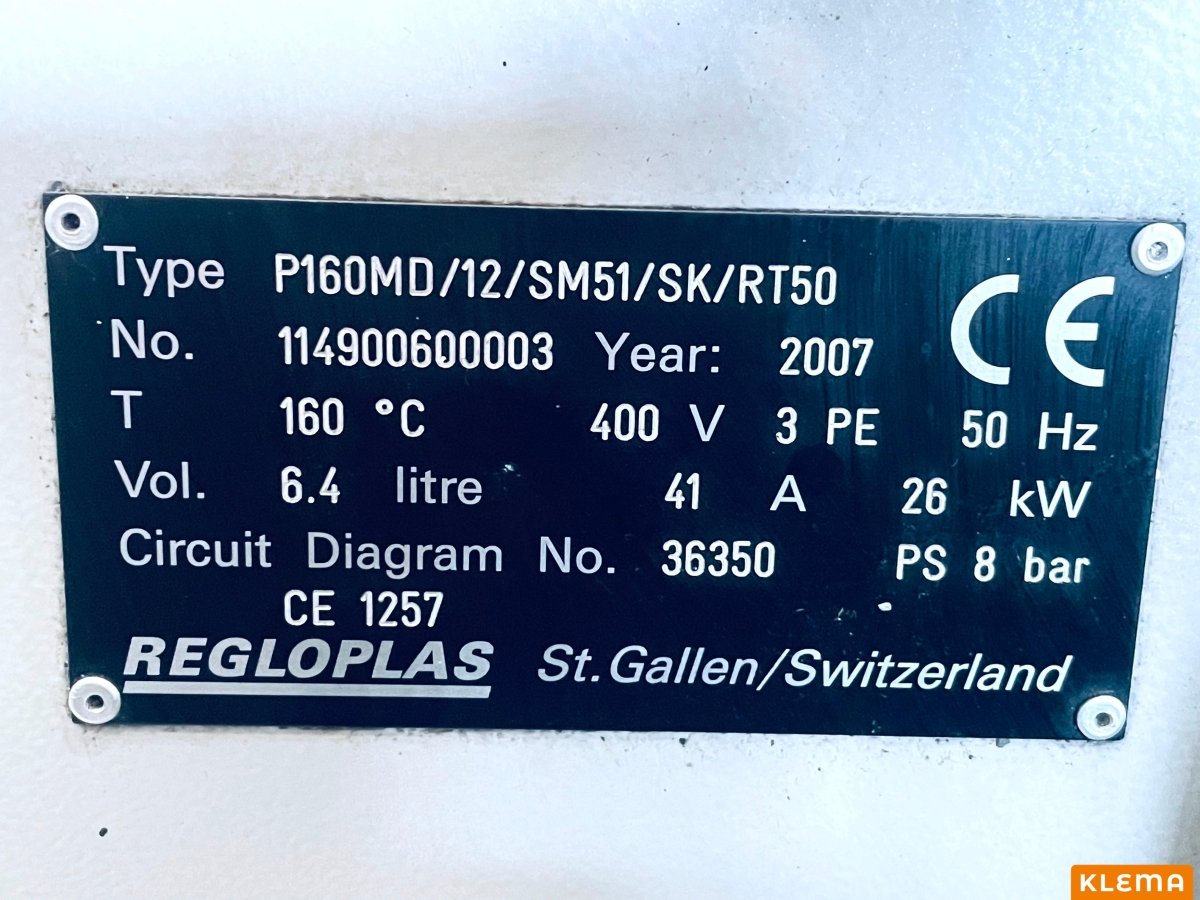 Type P160MD/12/SM51/SK/RT50
CE
No. 114900600003 Year: 2007
T 160 °C 400 V 3 PE 50 Hz
Vol. 6.4 litre 41 A 26 kW
Circuit Diagram No. 36350 PS 8 bar
CE 1257
REGLOPLAS St. Gallen/Switzerland
KLEMA